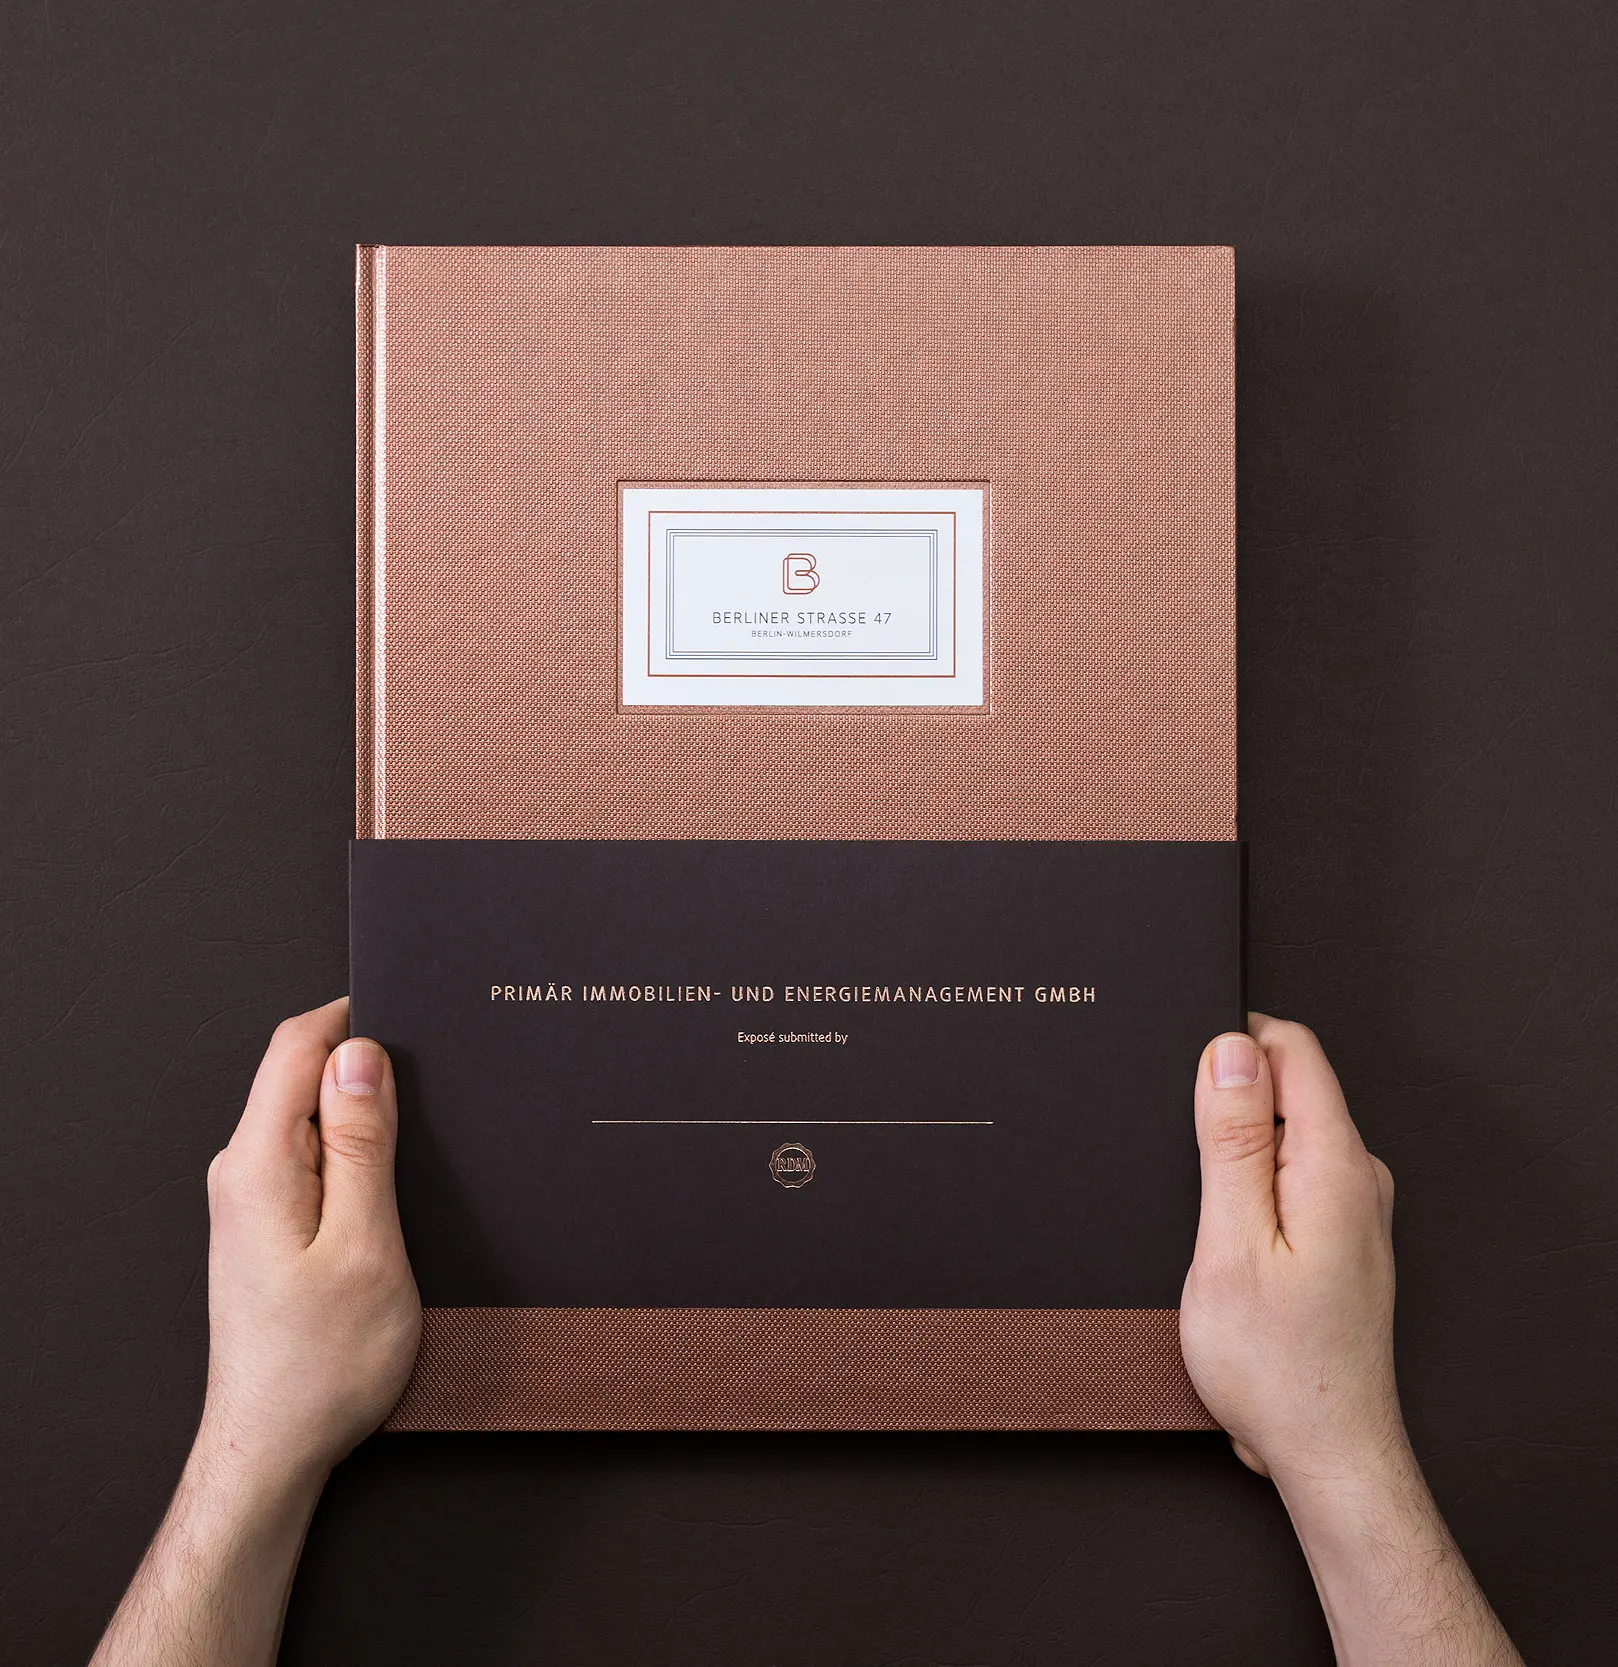 B
BERLINER STRASSE 47
BERLIN-WILMERSDORF
PRIMÄR IMMOBILIEN- UND ENERGIEMANAGEMENT GMBH
Exposé submitted by
RDM